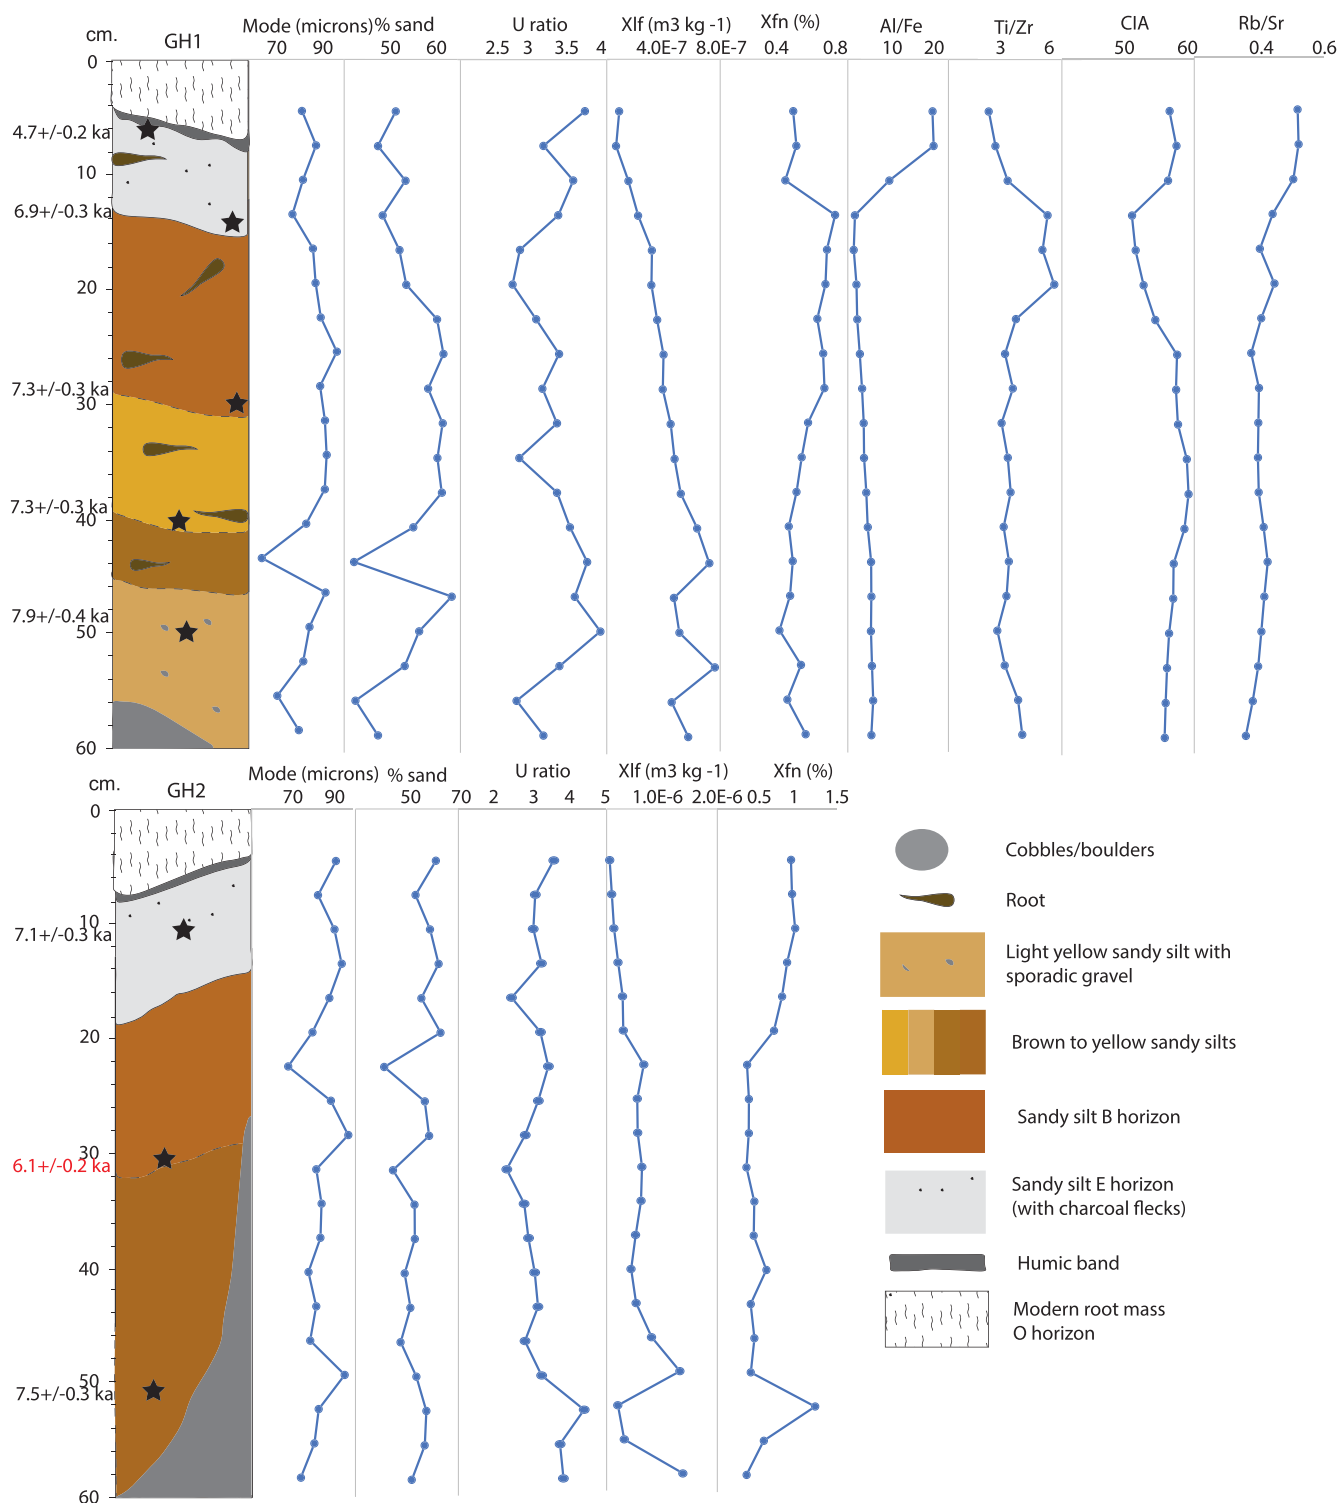 cm.
GH1
Mode (microrns) % sand
U ratio
Xlf (m3 kg -1)
Xfn (%)
Al/Fe
Ti/Zr
CIA
Rb/Sr
70 90 50 60 2.5 3 3.5 4 4.0E-7 8.0E-7 0.4 0.8 10 20 3 6 50 60 0.4 0.6
0
4.7+/-0.2 ka
10
6.9+/-0.3 ka
20
7.3+/-0.3 ka
30
7.3+/-0.3 ka
40
7.9+/-0.4 ka
50
60
cm.
GH2
Mode (microns) % sand
U ratio
Xlf (m3 kg -1)
Xfn (%)
70 90 50 70 2 3 4 5 1.0E-6 2.0E-6 0.5 1 1.5
0
10
7.1+/-0.3 ka
20
30
6.1+/-0.2 ka
40
50
7.5+/-0.3 ka
60
Cobbles/boulders
Root
Light yellow sandy silt with
sporadic gravel
Brown to yellow sandy silts
Sandy silt B horizon
Sandy silt E horizon
(with charcoal flecks)
Humic band
Modern root mass
O horizon